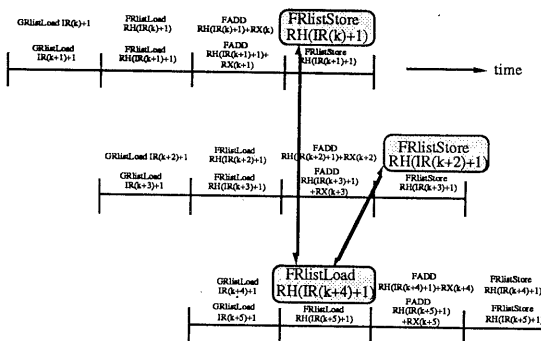 GRlistLoad IR(k)+1
FRlistLoad
RH(IR(k)+1)
FADD
RH(IR(k)+1)+RX(k)
FRlistStore
RH(IR(k)+1)
GRlistLoad
IR(k+1)+1
FRlistLoad
RH(IR(k+1)+1)
FADD
RH(IR(k+1)+1)+
RX(k+1)
FRlistStore
RH(IR(k+1)+1)
time
GRlistLoad IR(k+2)+1
FRlistLoad
RH(IR(k+2)+1)
FADD
RH(IR(k+2)+1)+RX(k+2)
FRlistStore
RH(IR(k+2)+1)
GRlistLoad
IR(k+3)+1
FRlistLoad
RH(IR(k+3)+1)
FADD
RH(IR(k+3)+1)
+RX(k+3)
FRlistStore
RH(IR(k+3)+1)
GRlistLoad
IR(k+4)+1
FRlistLoad
RH(IR(k+4)+1)
FADD
RH(IR(k+4)+1)+RX(k+4)
FRlistStore
RH(IR(k+4)+1)
GRlistLoad
IR(k+5)+1
FRlistLoad
RH(IR(k+5)+1)
FADD
RH(IR(k+5)+1)
+RX(k+5)
FRlistStore
RH(IR(k+5)+1)